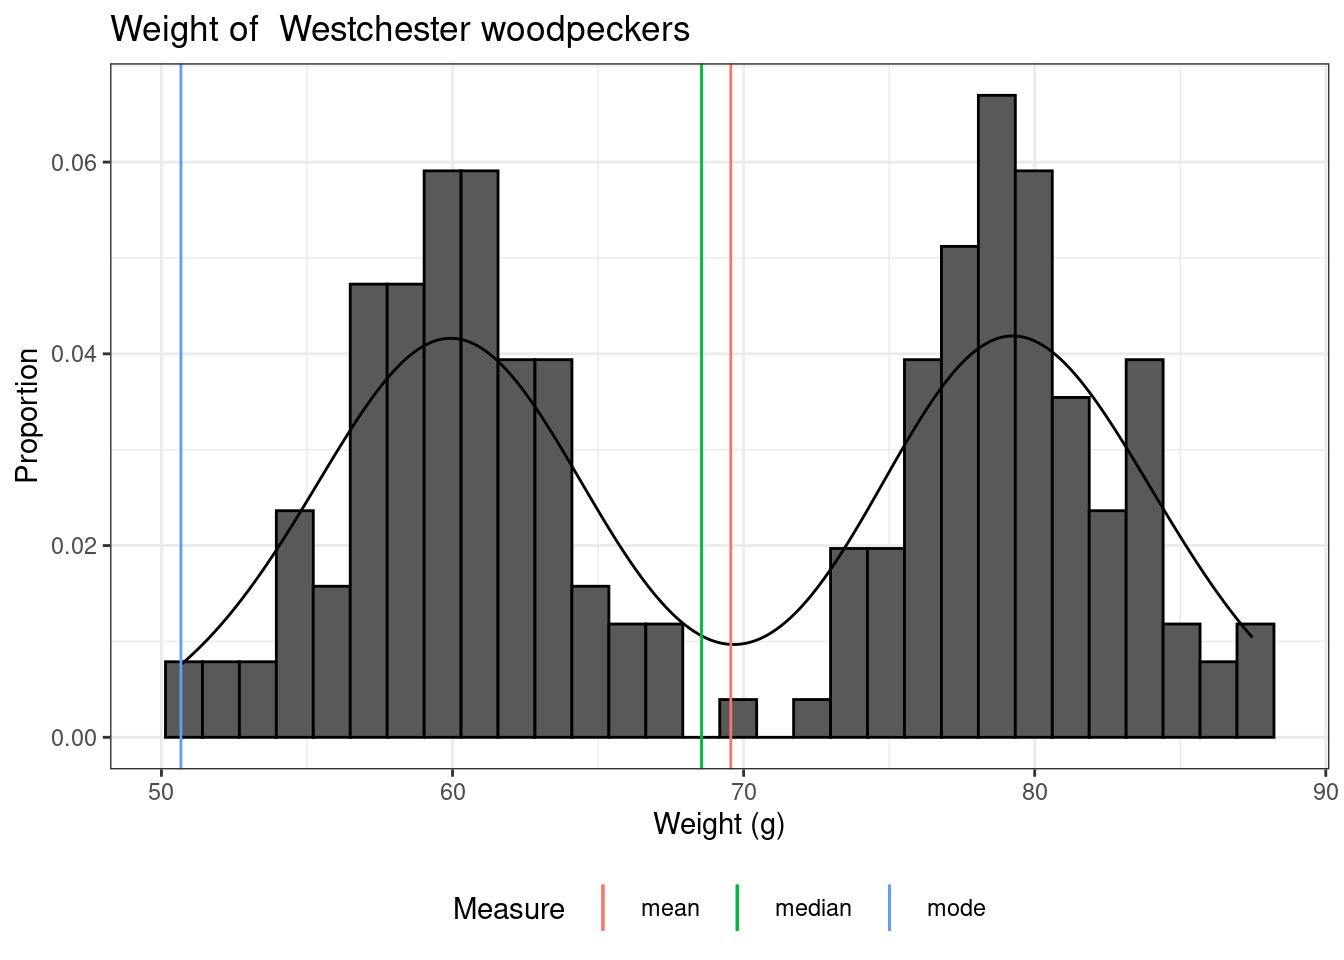 Weight of  Westchester woodpeckers
Proportion
0.06
0.04
0.02
0.00
50 60 70 80 90
Weight (g)
Measure mean median mode